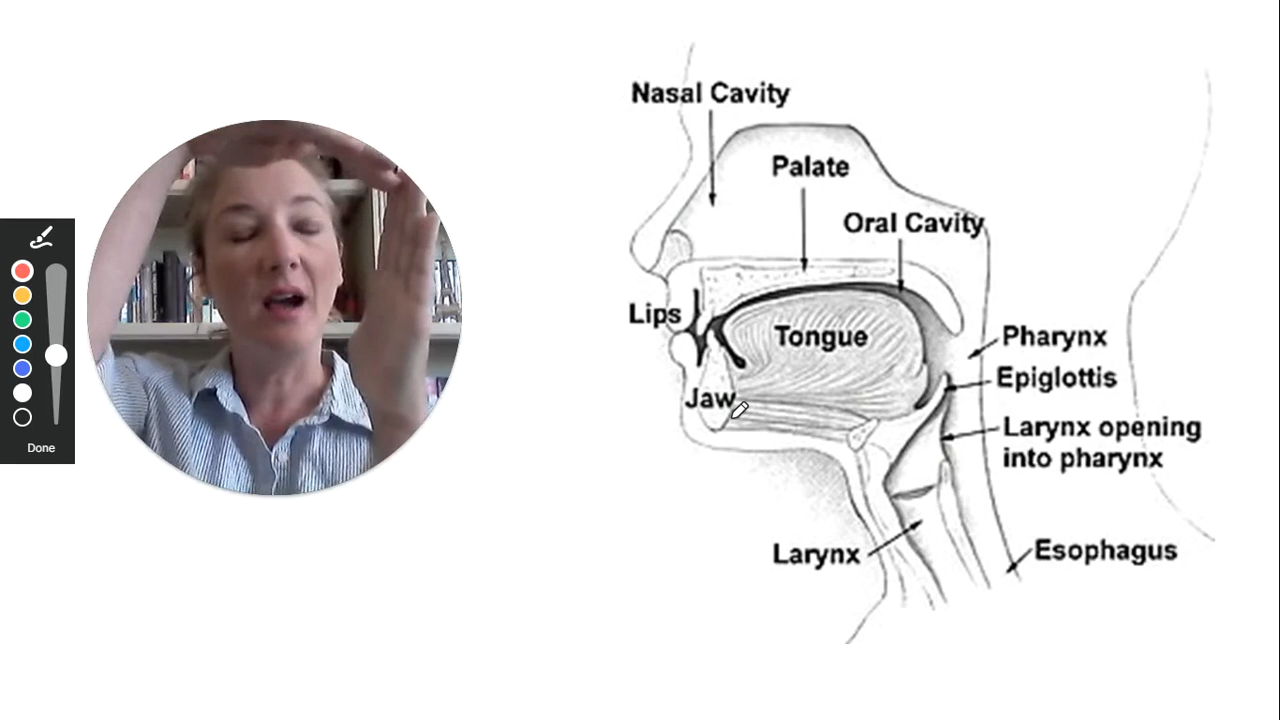 Nasal Cavity
Palate
Oral Cavity
Lips
Tongue
Pharynx
Epiglottis
Jaw
Larynx opening
into pharynx
Larynx
Esophagus
Done